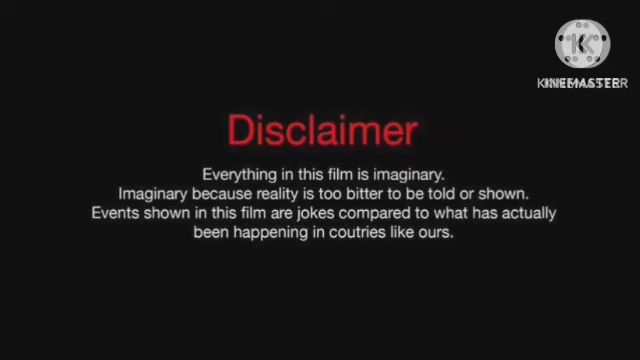 KINEMASTER
Disclaimer
Everything in this film is imaginary.
Imaginary because reality is too bitter to be told or shown.
Events shown in this film are jokes compared to what has actually
been happening in coutries like ours.